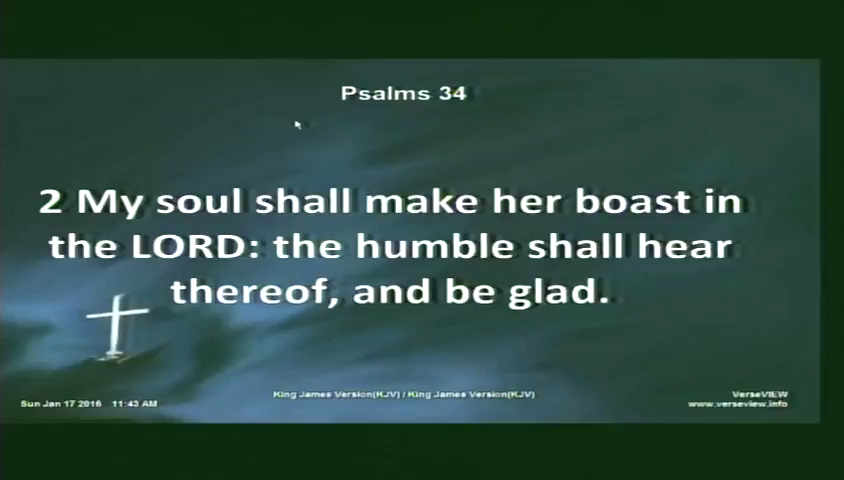 Psalms 34
2 My soul shall make her boast in
the LORD: the humble shall hear
thereof, and be glad.
King James Version(KJV) / King James Version(KJV)
VerseVIEW
Sun Jan 17 2016 11:43 AM
www.verseview.info